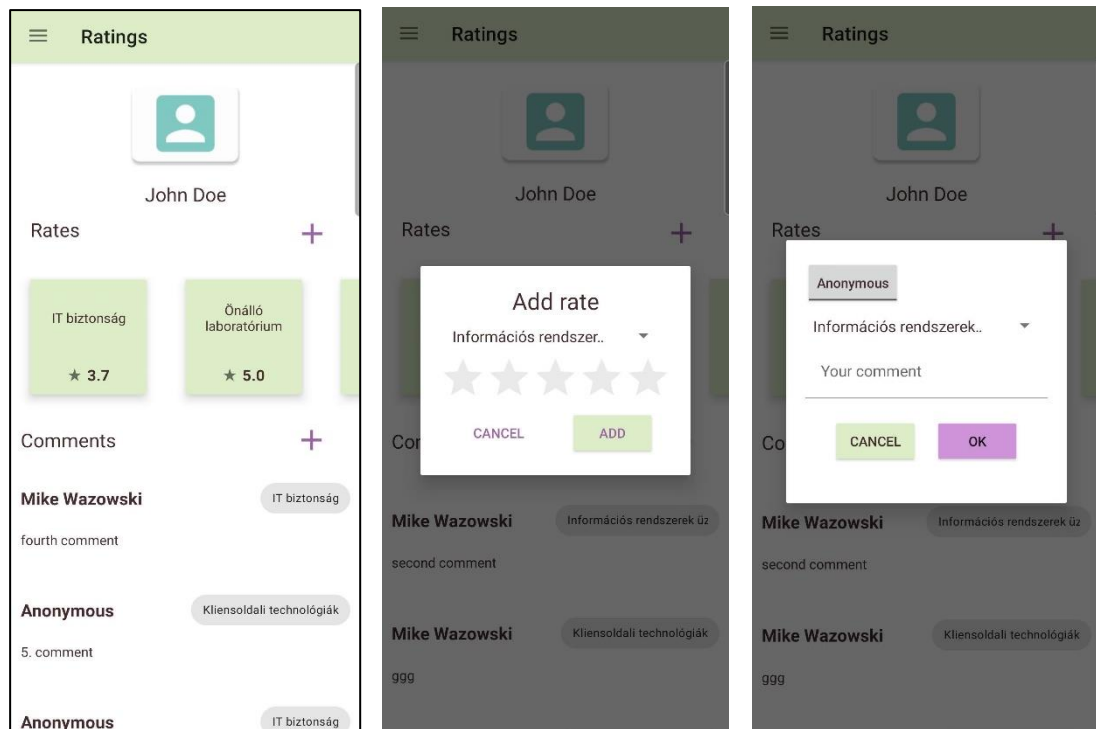 Ratings
John Doe
Rates
IT biztonság
★ 3.7
Önálló
laboratórium
★ 5.0
Comments
Mike Wazowski
IT biztonság
fourth comment
Anonymous
Kliensoldali technológiák
5. comment
Anonymous
IT biztonság
Ratings
John Doe
Rates
Add rate
Információs rendszer..
CANCEL
ADD
Cor
Mike Wazowski
Információs rendszerek üz
second comment
Mike Wazowski
Kliensoldali technológiák
ggg
Ratings
John Doe
Rates
Anonymous
Információs rendszerek..
Your comment
CANCEL
OK
Co
Mike Wazowski
Információs rendszerek üz
second comment
Mike Wazowski
Kliensoldali technológiák
ggg